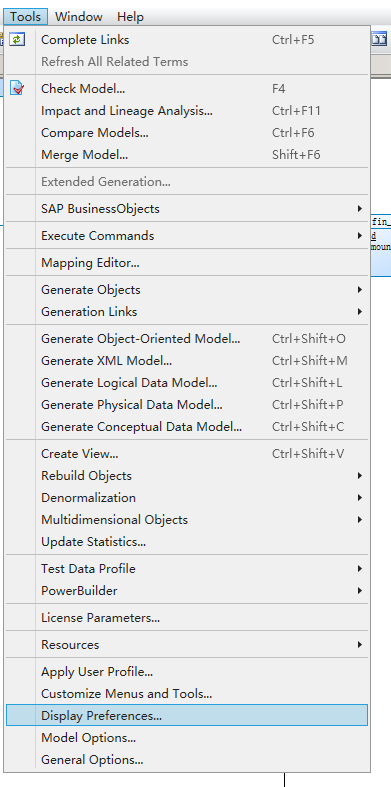 Tools Window Help
Complete Links Ctrl+F5
Refresh All Related Terms
Check Model... F4
Impact and Lineage Analysis... Ctrl+F11
Compare Models... Ctrl+F6
Merge Model... Shift+F6
Extended Generation...
SAP BusinessObjects
fin_
Execute Commands
d
moun
Mapping Editor...
Generate Objects
Generation Links
Generate Object-Oriented Model... Ctrl+Shift+O
Generate XML Model... Ctrl+Shift+M
Generate Logical Data Model... Ctrl+Shift+L
Generate Physical Data Model... Ctrl+Shift+P
Generate Conceptual Data Model... Ctrl+Shift+C
Create View... Ctrl+Shift+V
Rebuild Objects
Denormalization
Multidimensional Objects
Update Statistics...
Test Data Profile
PowerBuilder
License Parameters...
Resources
Apply User Profile...
Customize Menus and Tools...
Display Preferences...
Model Options...
General Options...